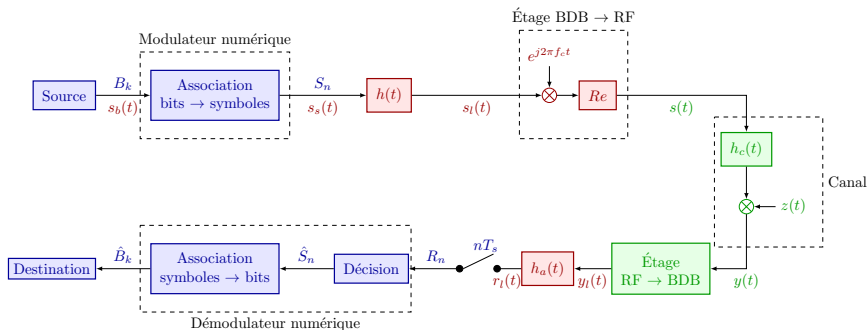 Étage BDB → RF
Modulateur numérique
Source
B_k
s_b(t)
Association
bits → symboles
S_n
s_s(t)
h(t)
s_l(t)
e^{j2πf_ct}
Re
s(t)
h_c(t)
Canal
z(t)
Destination
B̂_k
Association
symboles → bits
Ŝ_n
Décision
R_n
nT_s
r_l(t)
h_a(t)
y_l(t)
Étage
RF → BDB
y(t)
Démodulateur numérique